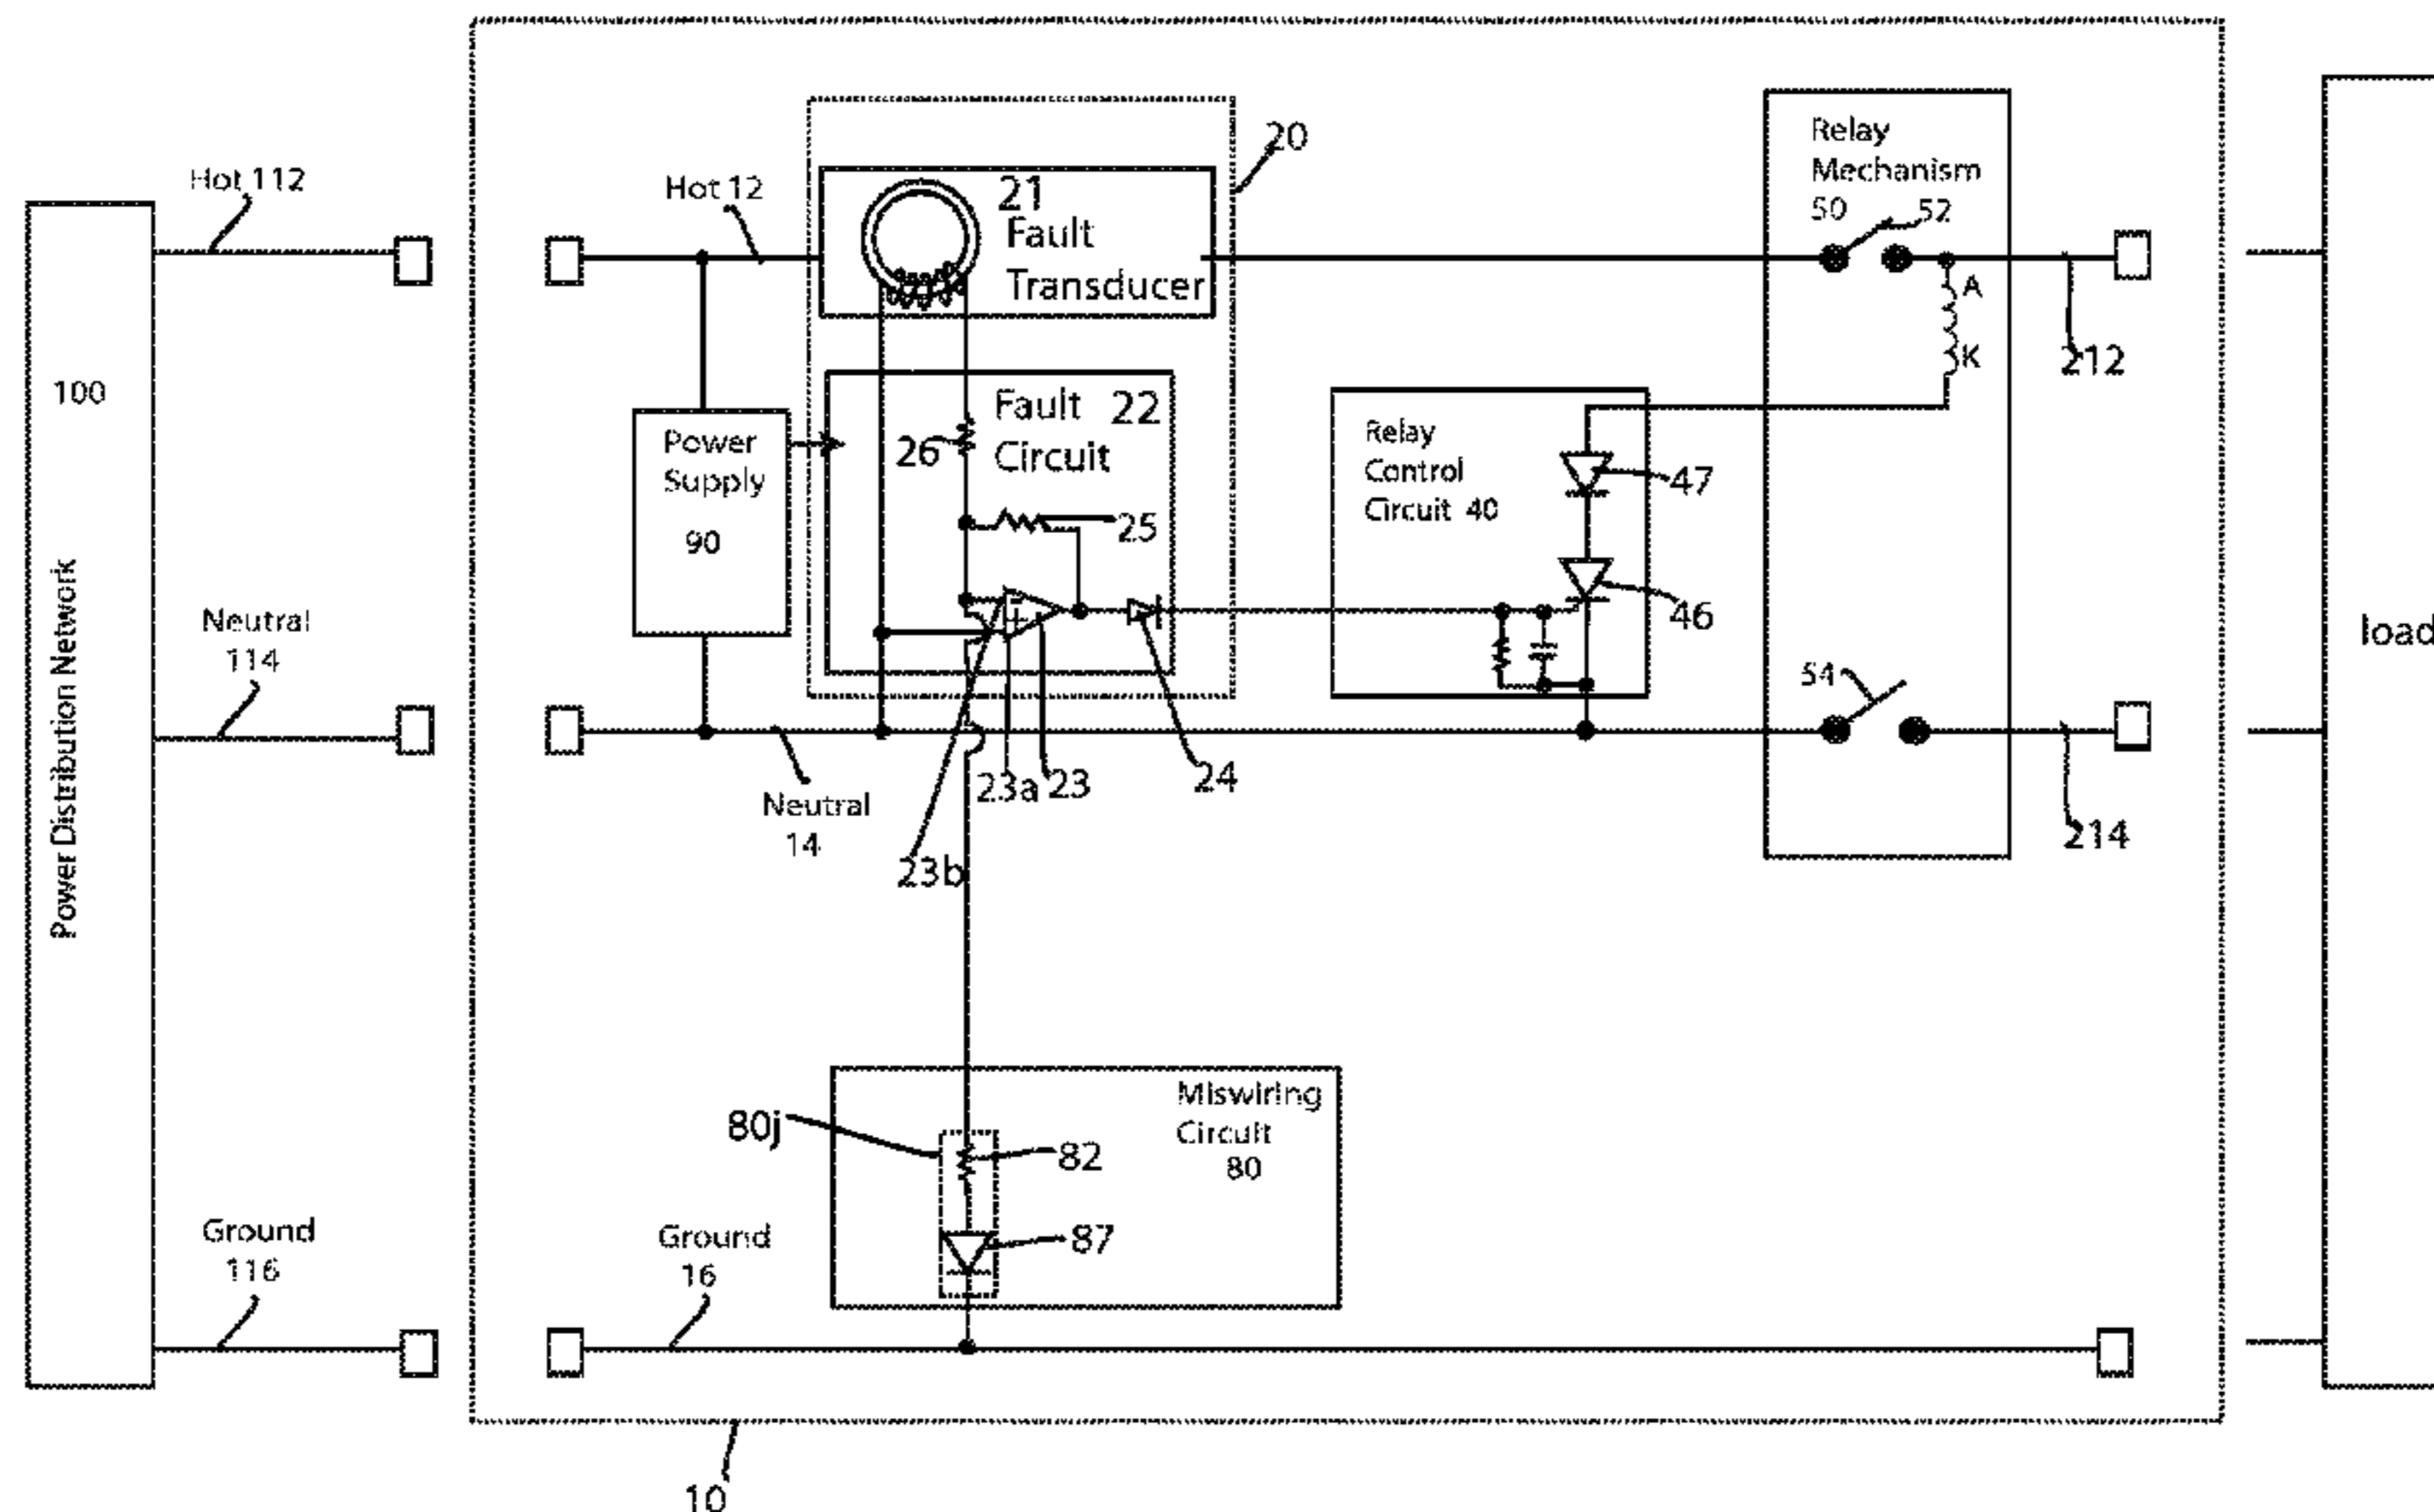 20
Hot 112
Hot 12
21
Fault
Transducer
Relay
Mechanism
50
52
A
K
212
100
Power Distribution Network
Power
Supply
90
Fault 22
Circuit
26
25
Relay
Control
Circuit 40
47
46
load
Neutral
114
54
+
Neutral
14
23a
23
24
23b
214
80j
82
87
Miswiring
Circuit
80
Ground
116
Ground
16
10